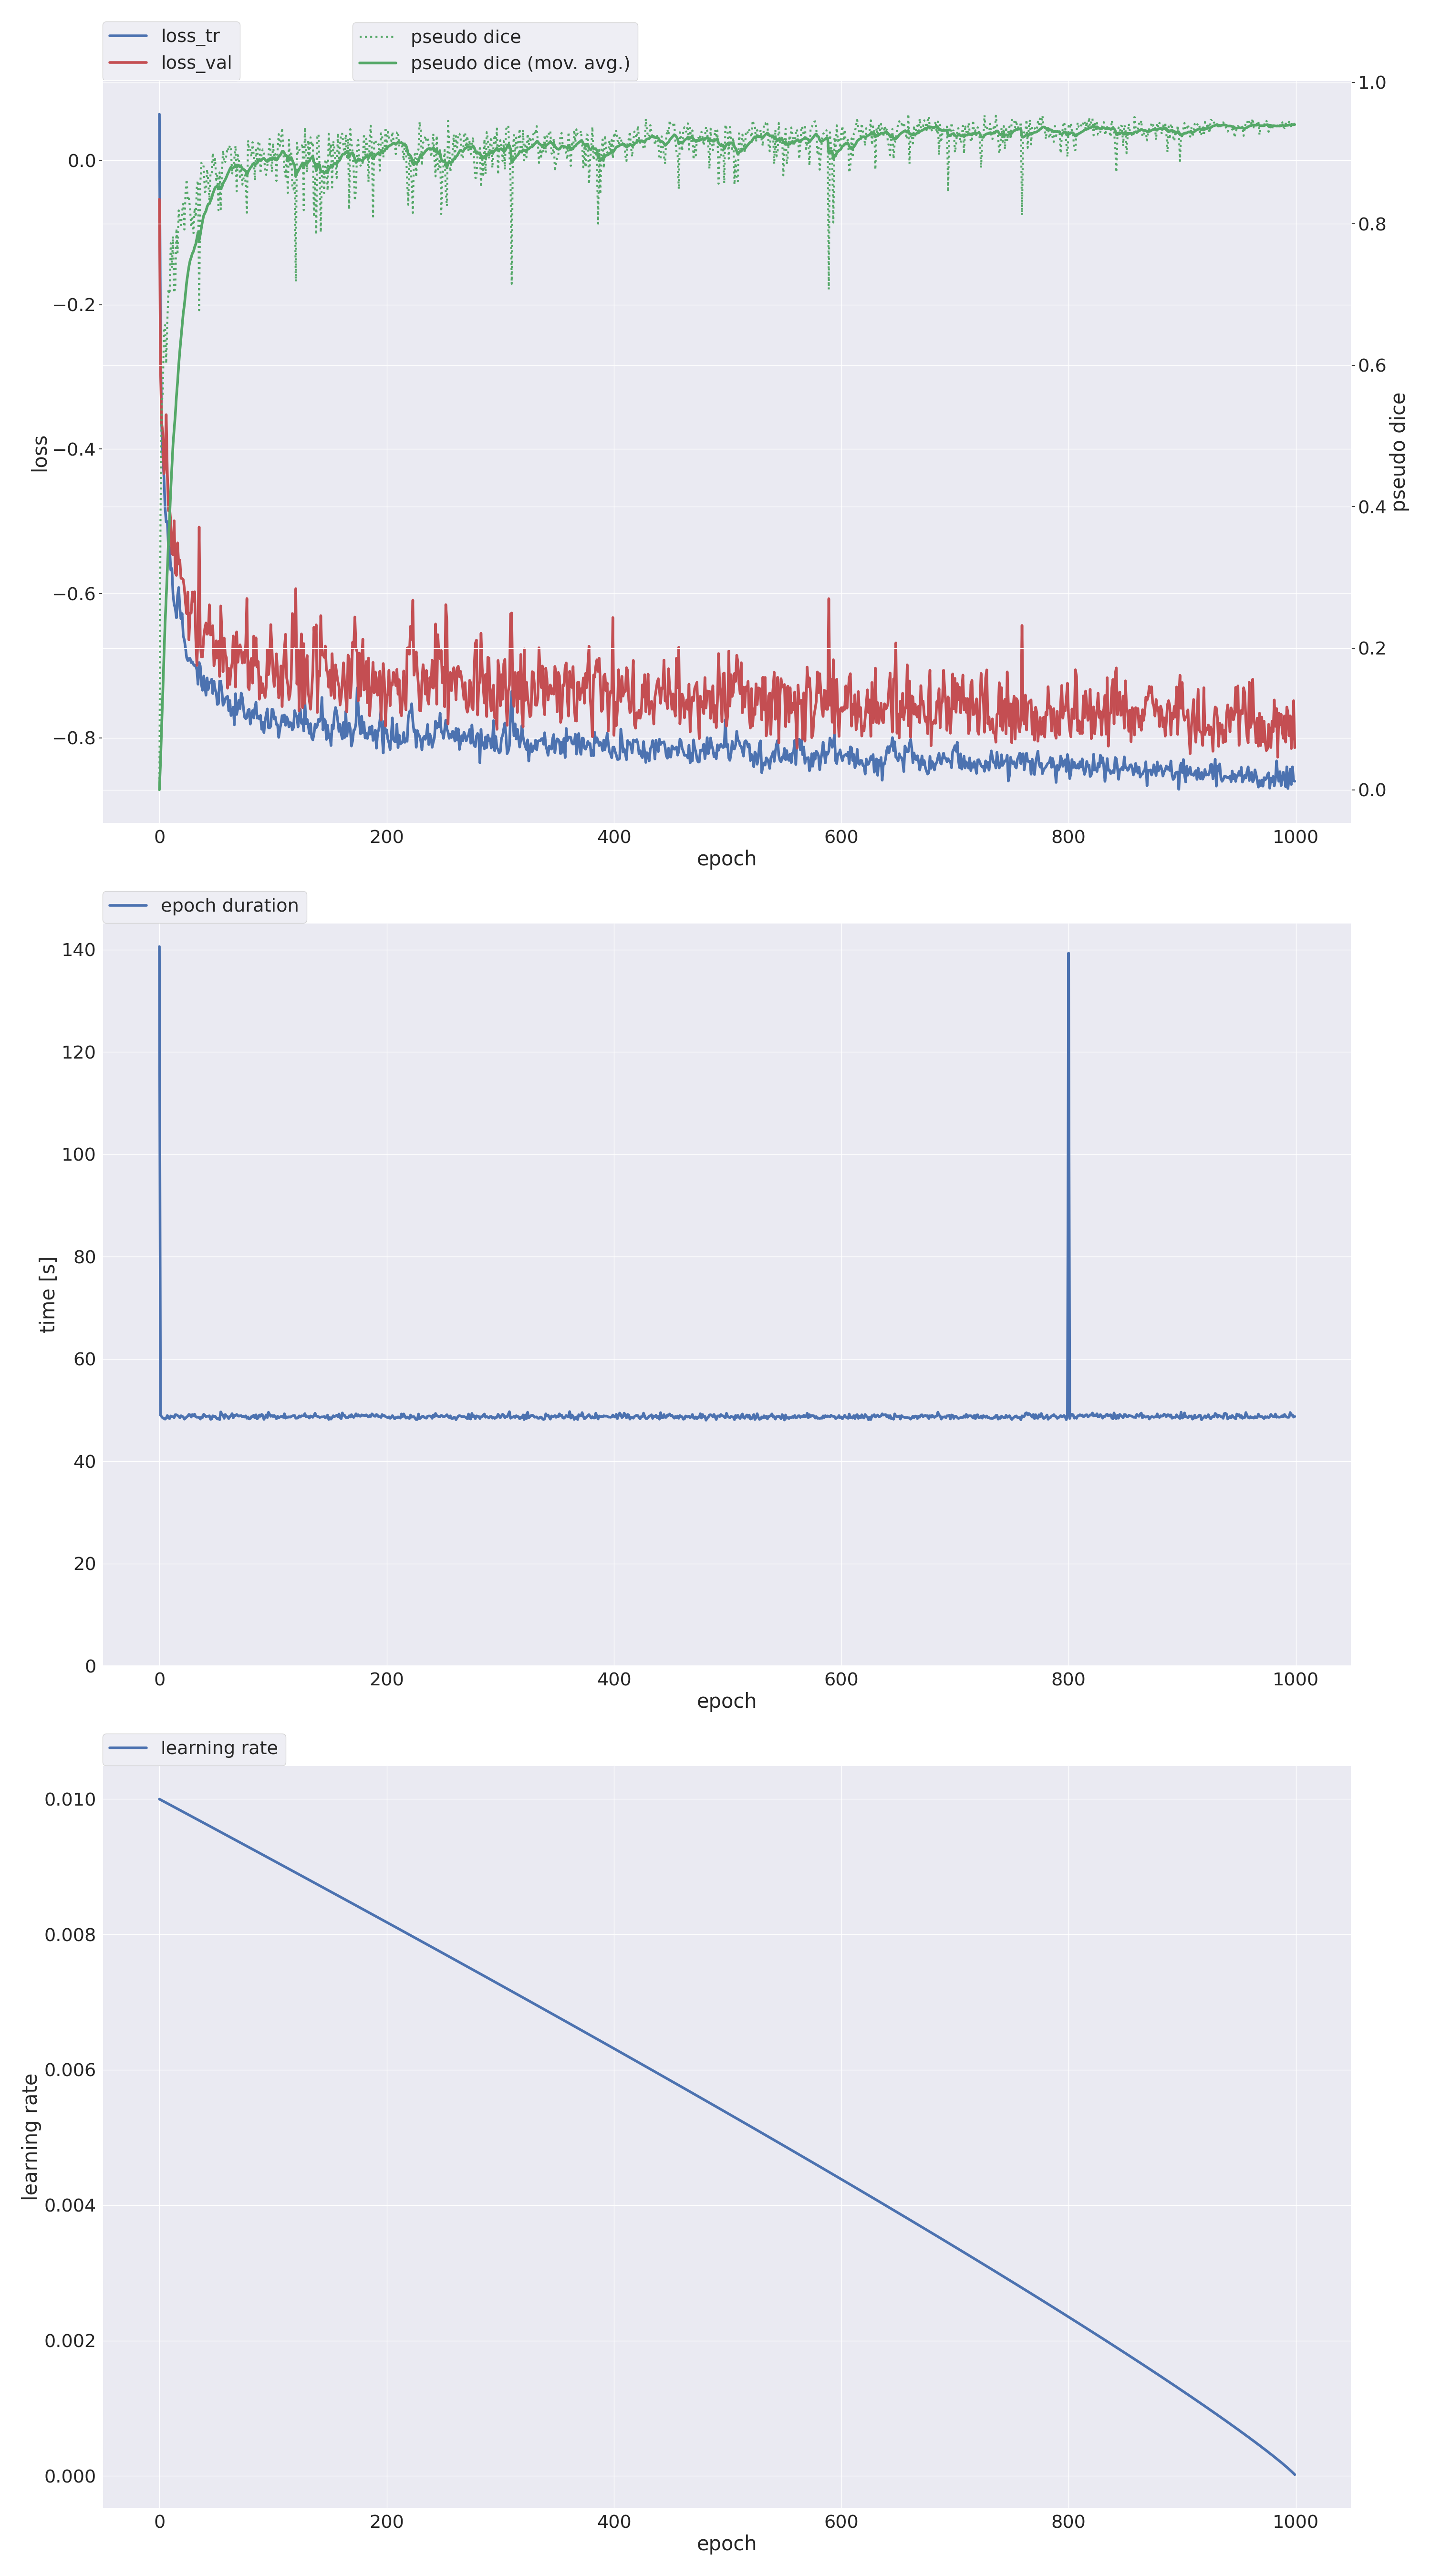 loss_tr
loss_val
pseudo dice
pseudo dice (mov. avg.)
0.0
−0.2
−0.4
−0.6
−0.8
loss
1.0
0.8
0.6
0.4
0.2
0.0
pseudo dice
0 200 400 600 800 1000
epoch
epoch duration
140
120
100
80
60
40
20
0
time [s]
0 200 400 600 800 1000
epoch
learning rate
0.010
0.008
0.006
0.004
0.002
0.000
learning rate
0 200 400 600 800 1000
epoch